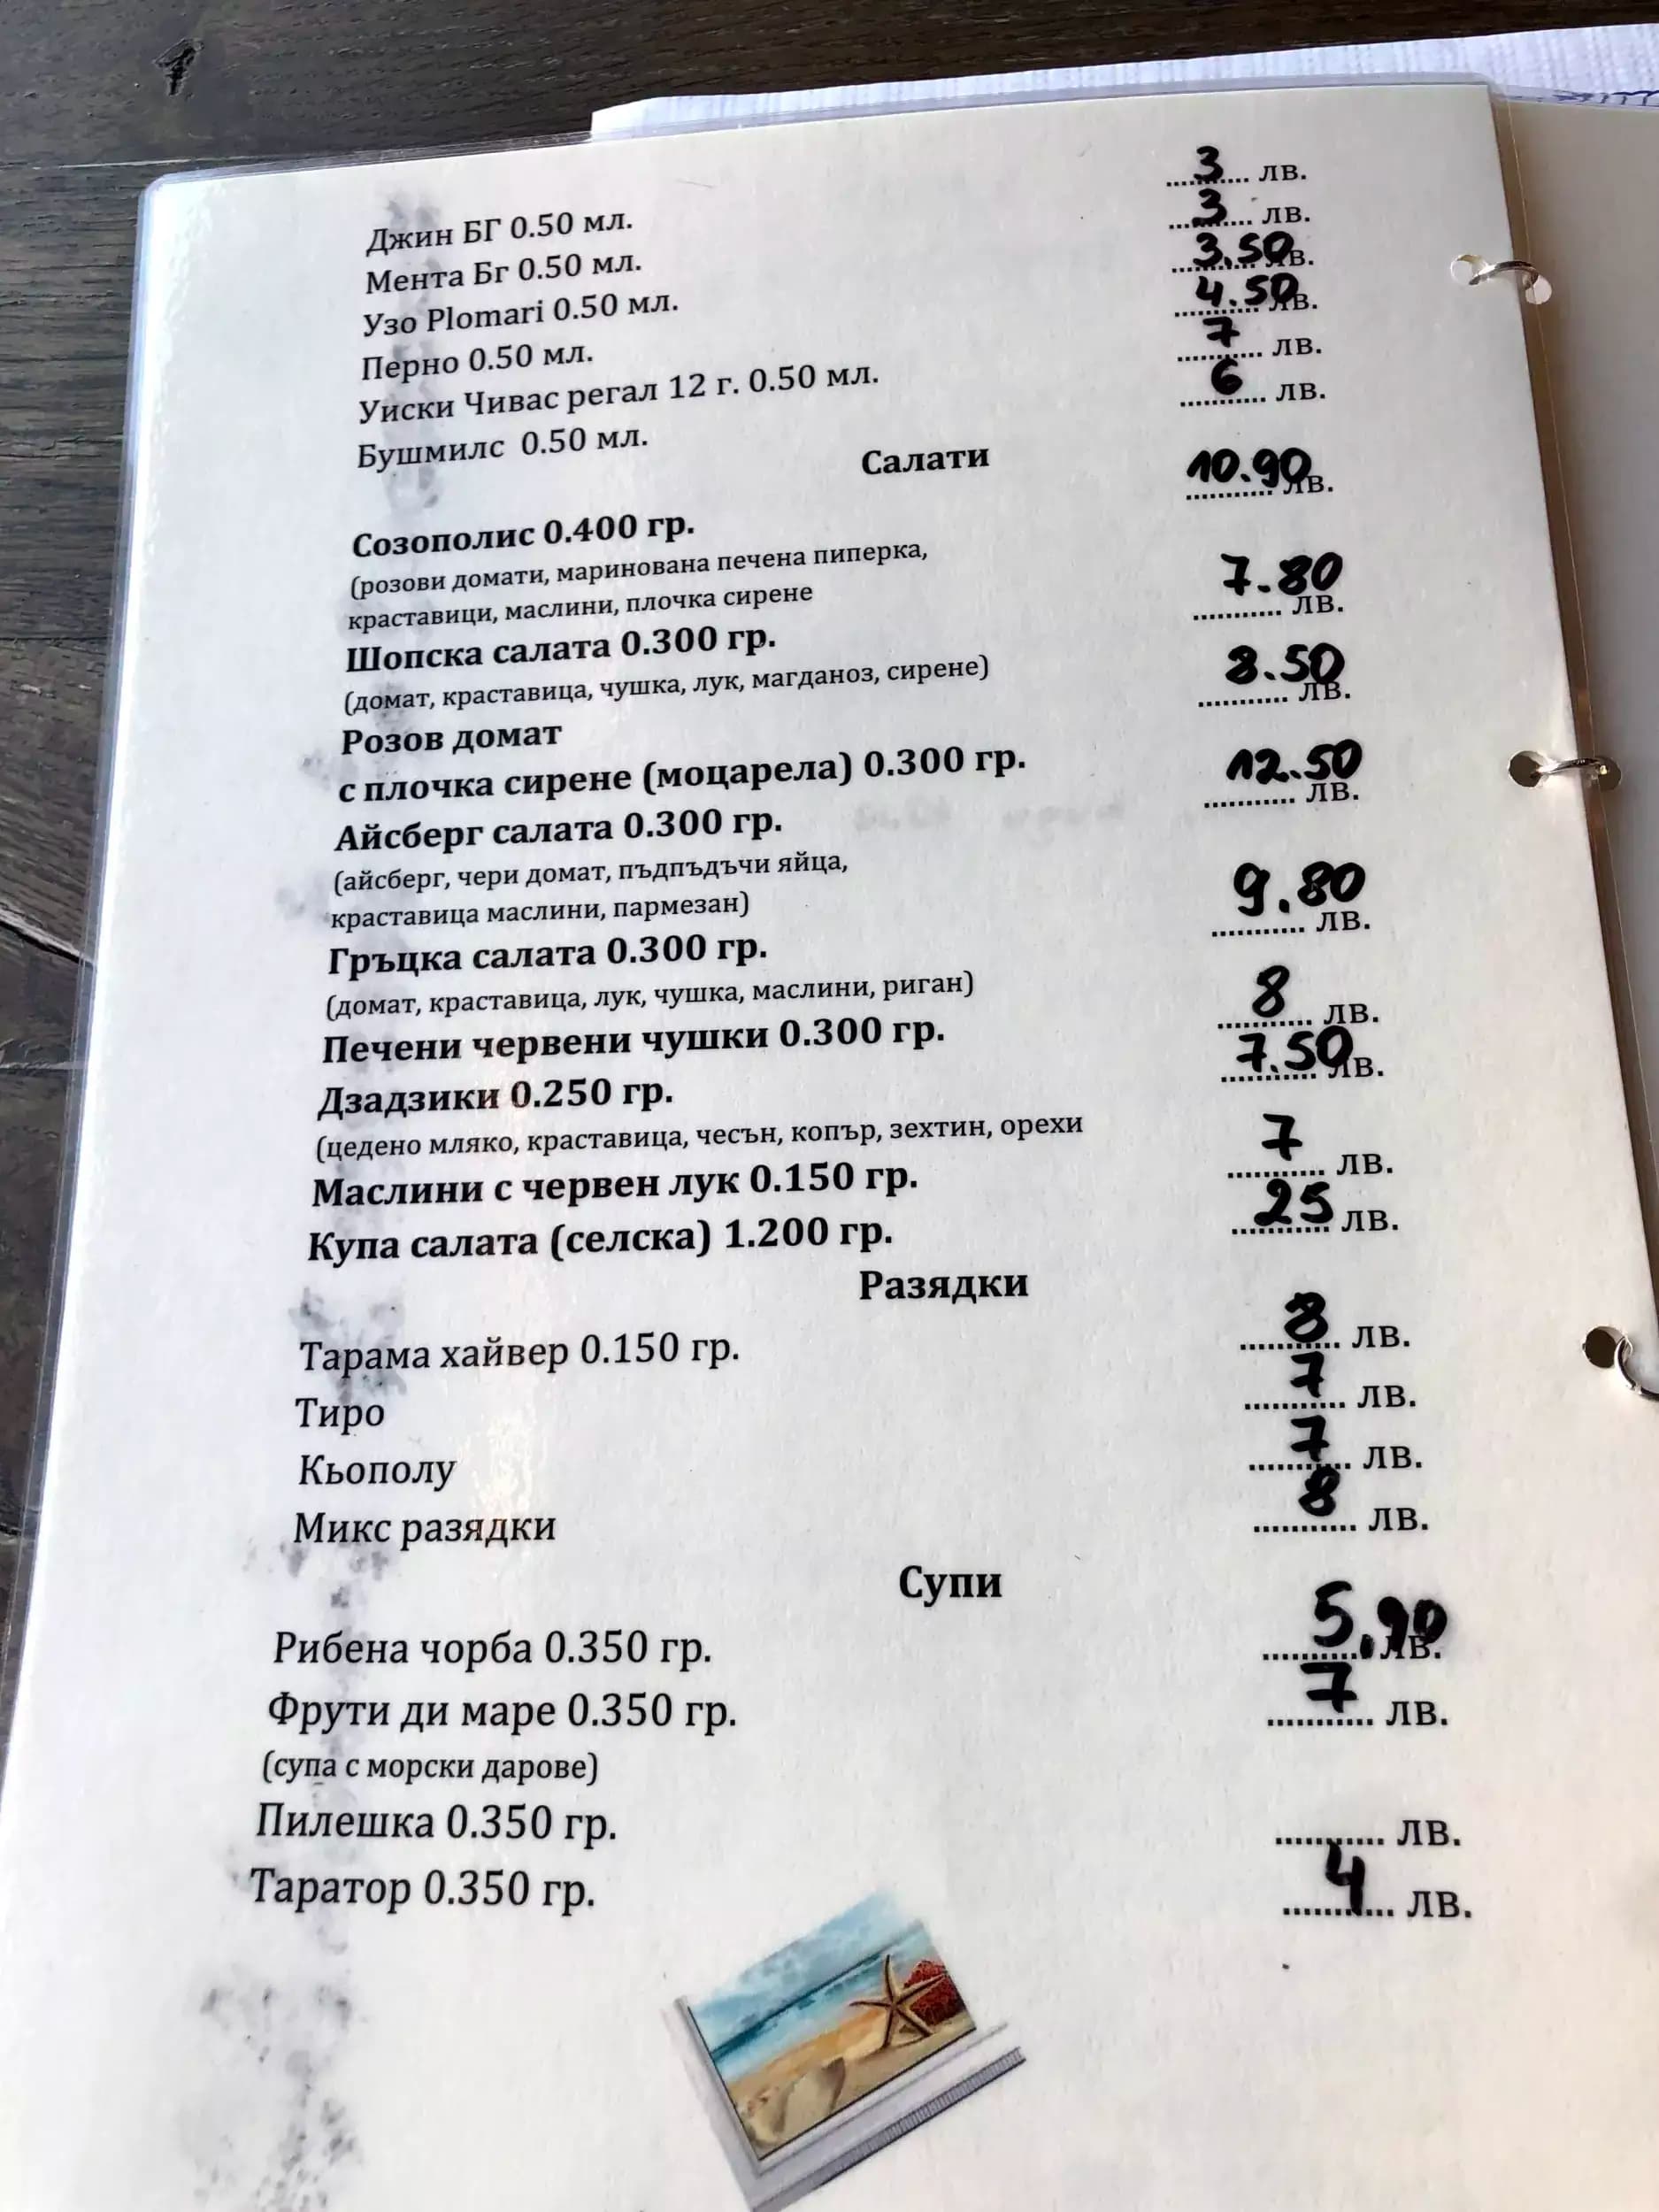 Джин БГ 0.50 мл. ........... 3 лв.
Мента Бг 0.50 мл. ........... 3 лв.
Узо Plomari 0.50 мл. ........... 3.50 лв.
Перно 0.50 мл. ........... 4.50 лв.
Уиски Чивас регал 12 г. 0.50 мл. ........... 7 лв.
Бушмилс 0.50 мл. ........... 6 лв.
Салати
Созополис 0.400 гр. ........... 10.90 лв.
(розови домати, маринована печена пиперка,
краставици, маслини, плочка сирене
Шопска салата 0.300 гр. ........... 7.80 лв.
(домат, краставица, чушка, лук, магданоз, сирене)
Розов домат ........... 8.50 лв.
с плочка сирене (моцарела) 0.300 гр.
Айсберг салата 0.300 гр. ........... 12.50 лв.
(айсберг, чери домат, пъдпъдъчи яйца,
краставица маслини, пармезан)
Гръцка салата 0.300 гр. ........... 9.80 лв.
(домат, краставица, лук, чушка, маслини, риган)
Печени червени чушки 0.300 гр. ........... 8 лв.
Дзадзики 0.250 гр. ........... 7.50 лв.
(цедено мляко, краставица, чесън, копър, зехтин, орехи
Маслини с червен лук 0.150 гр. ........... 7 лв.
Купа салата (селска) 1.200 гр. ........... 25 лв.
Разядки
Тарама хайвер 0.150 гр. ........... 8 лв.
Тиро ........... 7 лв.
Кьополу ........... 7 лв.
Микс разядки ........... 8 лв.
Супи
Рибена чорба 0.350 гр. ........... 5.90 лв.
Фрути ди маре 0.350 гр. ........... 7 лв.
(супа с морски дарове)
Пилешка 0.350 гр. ........... лв.
Таратор 0.350 гр. ........... 4 лв.